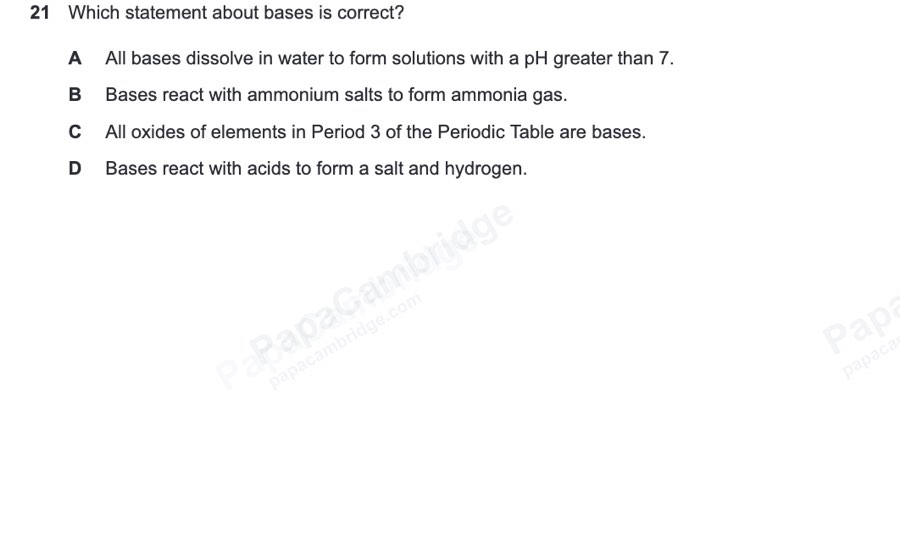 21 Which statement about bases is correct?
A All bases dissolve in water to form solutions with a pH greater than 7.
B Bases react with ammonium salts to form ammonia gas.
C All oxides of elements in Period 3 of the Periodic Table are bases.
D Bases react with acids to form a salt and hydrogen.
PapaCambridge
papacambridge.com
Papa
papaca